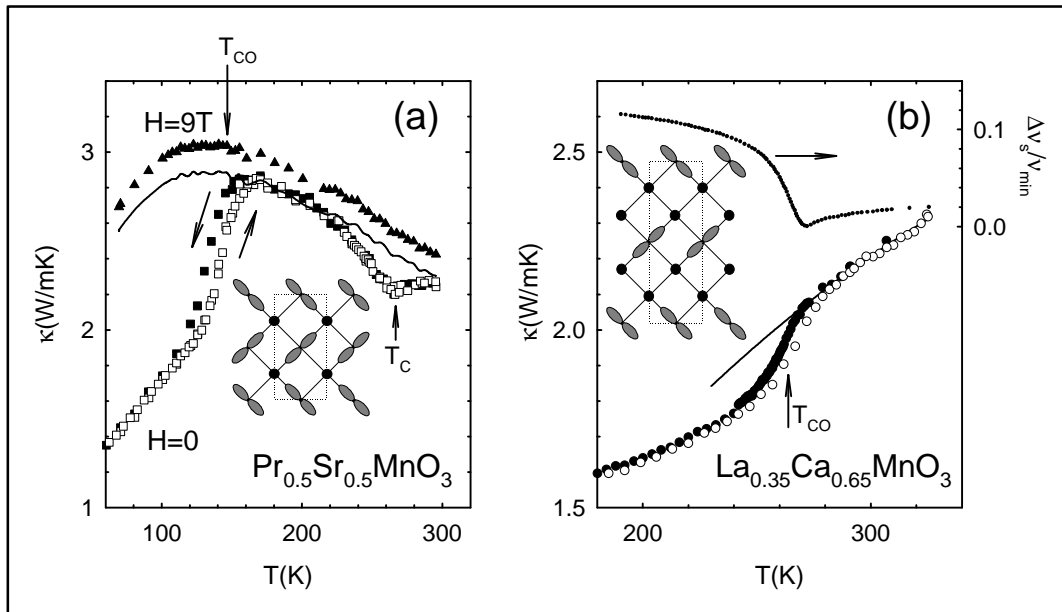 T_CO
(a)
H=9T
3
κ(W/mK)
2
T_C
H=0
Pr_0.5Sr_0.5MnO_3
1
100
200
300
T(K)
(b)
Δv_s/v_min
0.1
0.0
2.5
κ(W/mK)
2.0
T_CO
La_0.35Ca_0.65MnO_3
1.5
200
300
T(K)